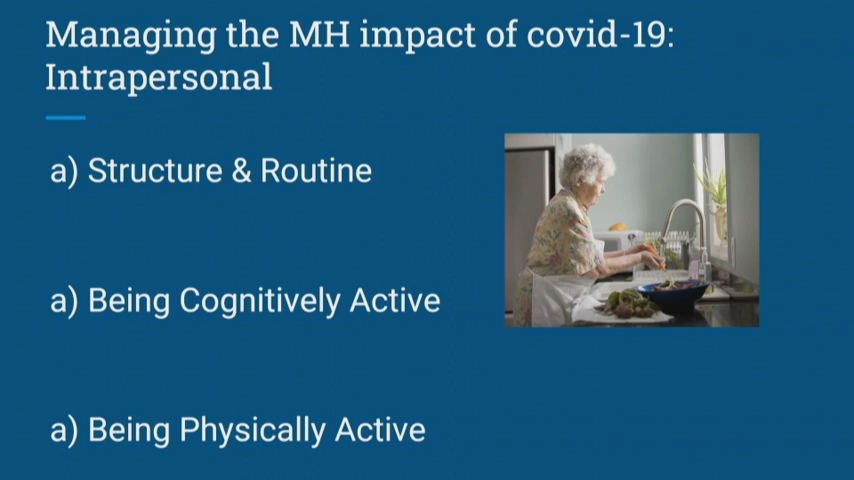 Managing the MH impact of covid-19:
Intrapersonal
a) Structure & Routine
a) Being Cognitively Active
a) Being Physically Active